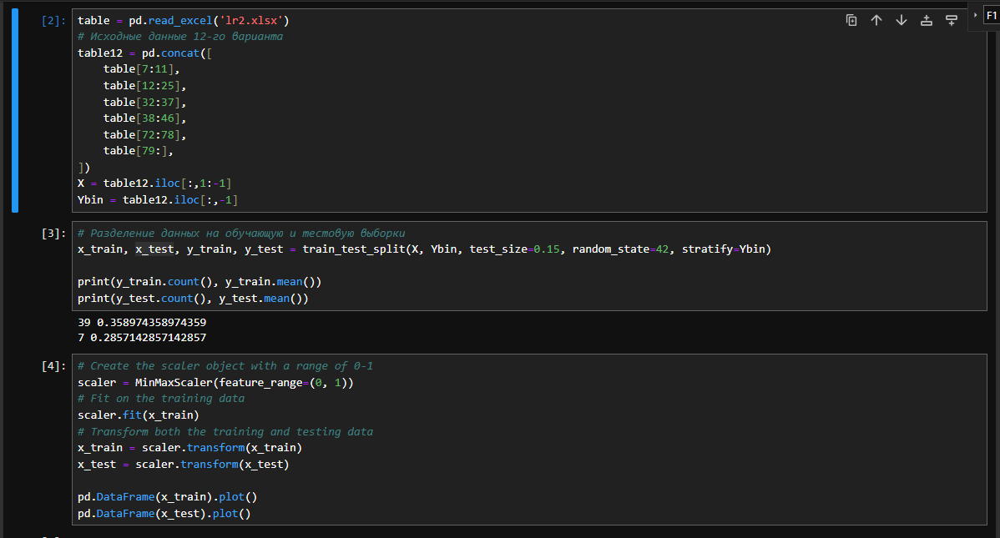 [2]: table = pd.read_excel('lr2.xlsx')
# Исходные данные 12-го варианта
table12 = pd.concat([
    table[7:11],
    table[12:25],
    table[32:37],
    table[38:46],
    table[72:78],
    table[79:],
])
X = table12.iloc[:,1:-1]
Ybin = table12.iloc[:,-1]
F1
[3]: # Разделение данных на обучающую и тестовую выборки
x_train, x_test, y_train, y_test = train_test_split(X, Ybin, test_size=0.15, random_state=42, stratify=Ybin)

print(y_train.count(), y_train.mean())
print(y_test.count(), y_test.mean())
39 0.358974358974359
7 0.2857142857142857
[4]: # Create the scaler object with a range of 0-1
scaler = MinMaxScaler(feature_range=(0, 1))
# Fit on the training data
scaler.fit(x_train)
# Transform both the training and testing data
x_train = scaler.transform(x_train)
x_test = scaler.transform(x_test)

pd.DataFrame(x_train).plot()
pd.DataFrame(x_test).plot()